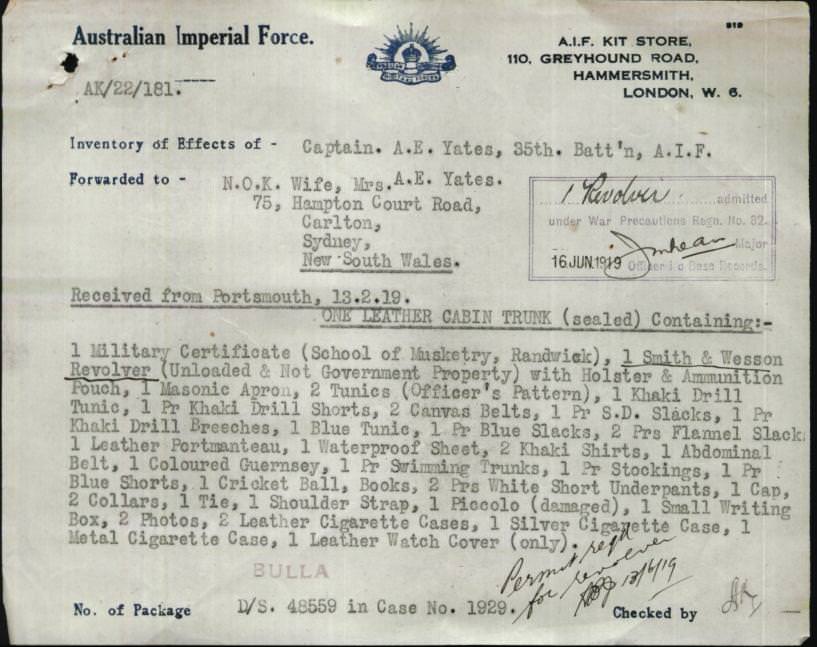 Australian Imperial Force.
A.I.F. KIT STORE,
110, GREYHOUND ROAD,
HAMMERSMITH,
LONDON, W. 6.
AK/22/181.
Inventory of Effects of - Captain. A.E. Yates, 35th. Batt'n, A.I.F.
Forwarded to - N.O.K. Wife, Mrs. A.E. Yates.
75, Hampton Court Road,
Carlton,
Sydney,
New South Wales.
1 Revolver admitted
under War Precautions Regn. No. 32.
Major
16 JUN 1919 Officer i/c Base Records.
Received from Portsmouth, 13.2.19.
ONE LEATHER CABIN TRUNK (sealed) Containing:-
1 Military Certificate (School of Musketry, Randwick), 1 Smith & Wesson
Revolver (Unloaded & Not Government Property) with Holster & Ammunition
Pouch, 1 Masonic Apron, 2 Tunics (Officer's Pattern), 1 Khaki Drill
Tunic, 1 Pr Khaki Drill Shorts, 2 Canvas Belts, 1 Pr S.D. Slacks, 1 Pr
Khaki Drill Breeches, 1 Blue Tunic, 1 Pr Blue Slacks, 2 Prs Flannel Slack
1 Leather Portmanteau, 1 Waterproof Sheet, 2 Khaki Shirts, 1 Abdominal
Belt, 1 Coloured Guernsey, 1 Pr Swimming Trunks, 1 Pr Stockings, 1 Pr
Blue Shorts, 1 Cricket Ball, Books, 2 Prs White Short Underpants, 1 Cap,
2 Collars, 1 Tie, 1 Shoulder Strap, 1 Piccolo (damaged), 1 Small Writing
Box, 2 Photos, 2 Leather Cigarette Cases, 1 Silver Cigarette Case, 1
Metal Cigarette Case, 1 Leather Watch Cover (only).
Permit reqd
for revolver
13/6/19
BULLA
No. of Package D/S. 48559 in Case No. 1929.
Checked by